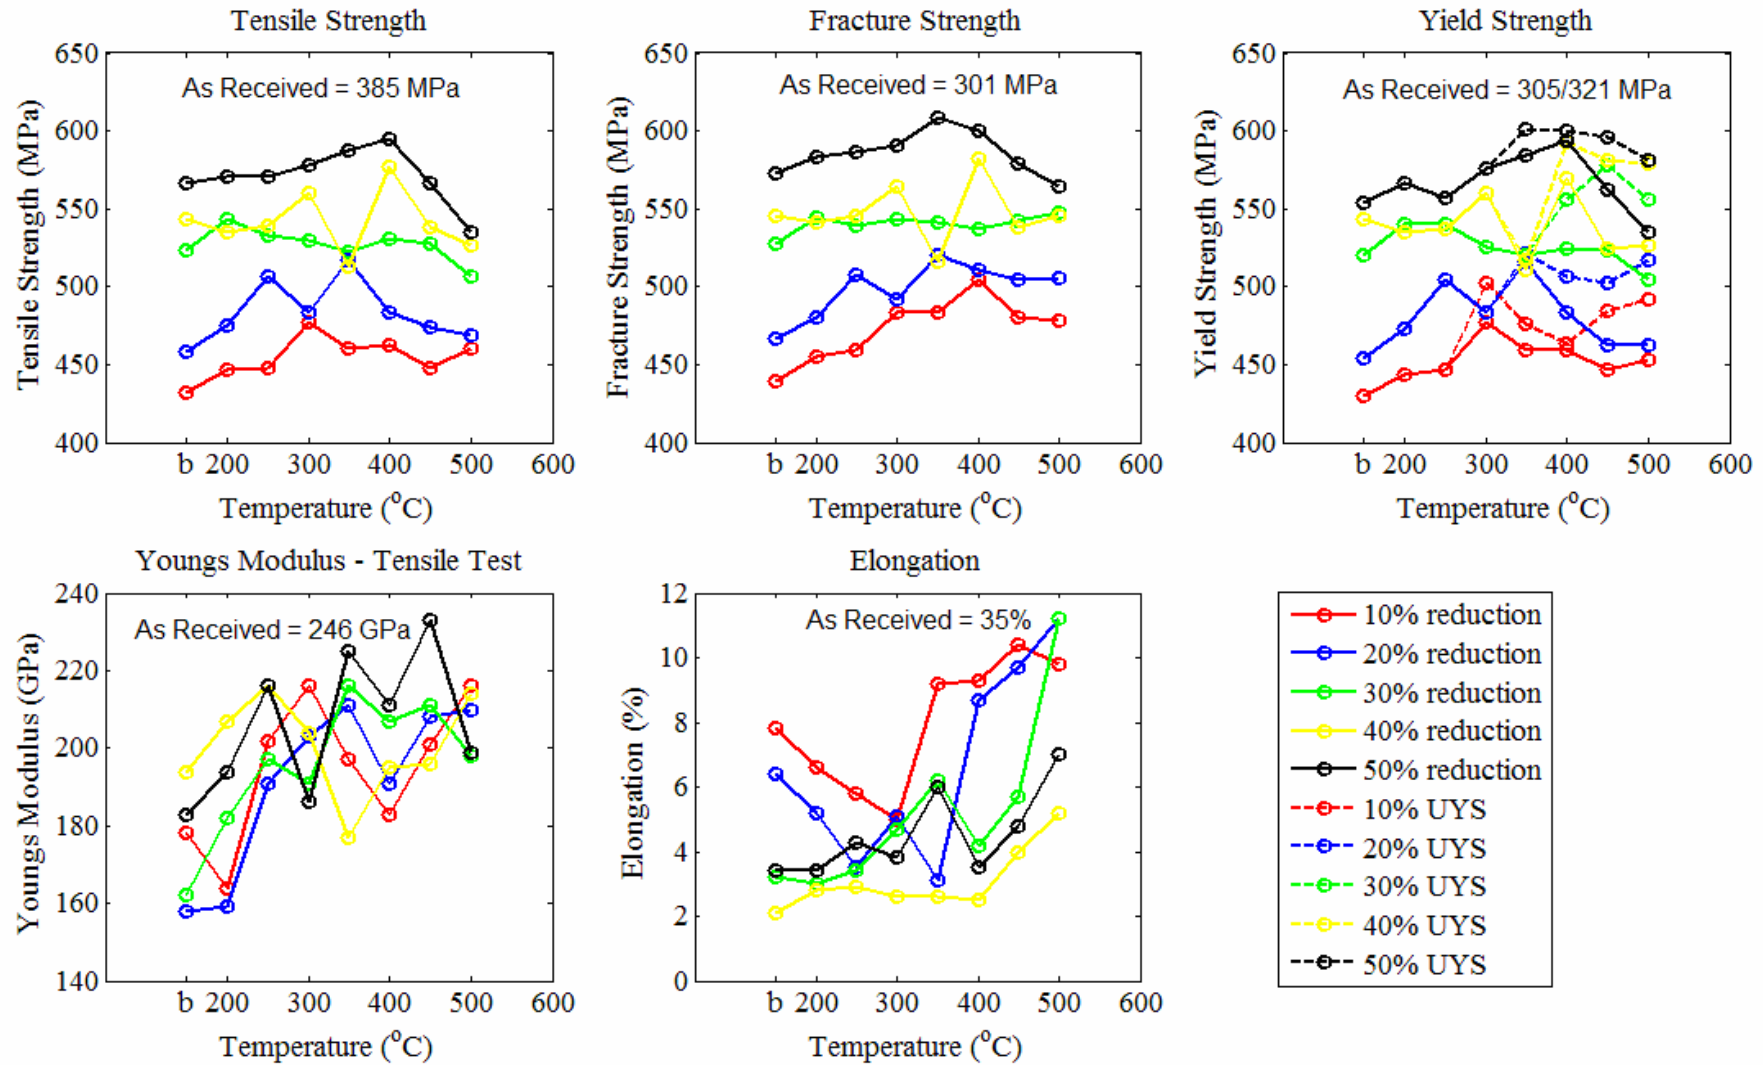 Tensile Strength
As Received = 385 MPa
Tensile Strength (MPa)
650
600
550
500
450
400
b 200 300 400 500 600
Temperature (°C)
Fracture Strength
As Received = 301 MPa
Fracture Strength (MPa)
650
600
550
500
450
400
b 200 300 400 500 600
Temperature (°C)
Yield Strength
As Received = 305/321 MPa
Yield Strength (MPa)
650
600
550
500
450
400
b 200 300 400 500 600
Temperature (°C)
Youngs Modulus - Tensile Test
As Received = 246 GPa
Youngs Modulus (GPa)
240
220
200
180
160
140
b 200 300 400 500 600
Temperature (°C)
Elongation
As Received = 35%
Elongation (%)
12
10
8
6
4
2
0
b 200 300 400 500 600
Temperature (°C)
10% reduction
20% reduction
30% reduction
40% reduction
50% reduction
10% UYS
20% UYS
30% UYS
40% UYS
50% UYS